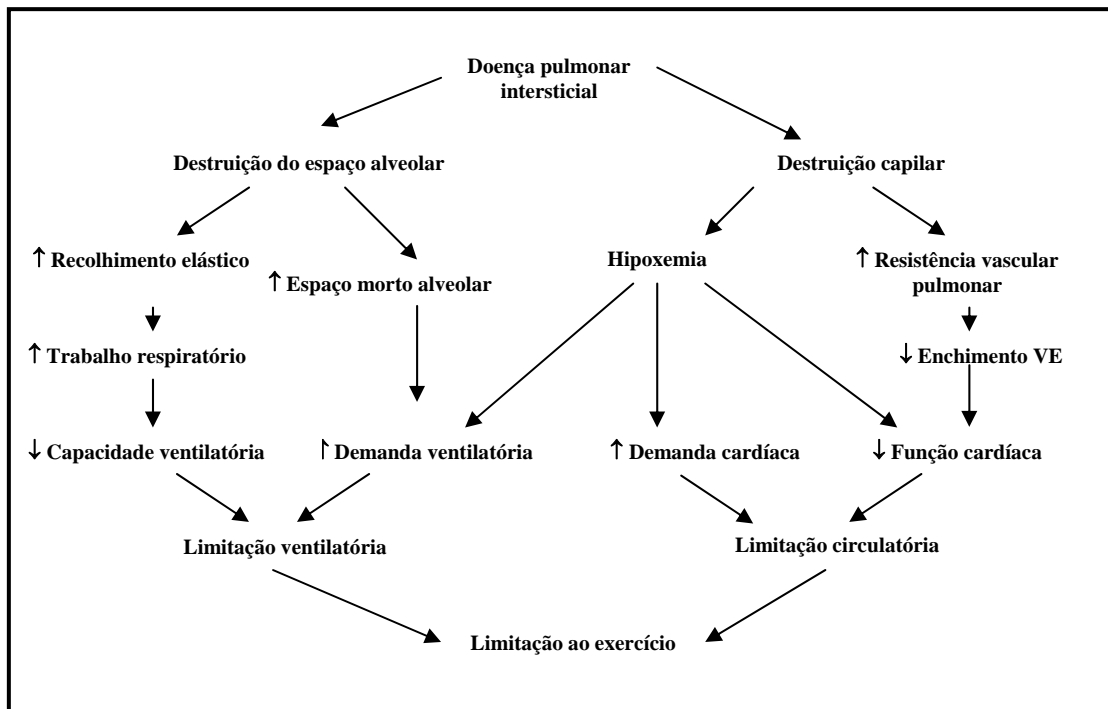 Doença pulmonar
intersticial
Destruição do espaço alveolar
Destruição capilar
↑ Recolhimento elástico
↑ Espaço morto alveolar
Hipoxemia
↑ Resistência vascular
pulmonar
↑ Trabalho respiratório
↓ Enchimento VE
↓ Capacidade ventilatória
↾ Demanda ventilatória
↑ Demanda cardíaca
↓ Função cardíaca
Limitação ventilatória
Limitação circulatória
Limitação ao exercício